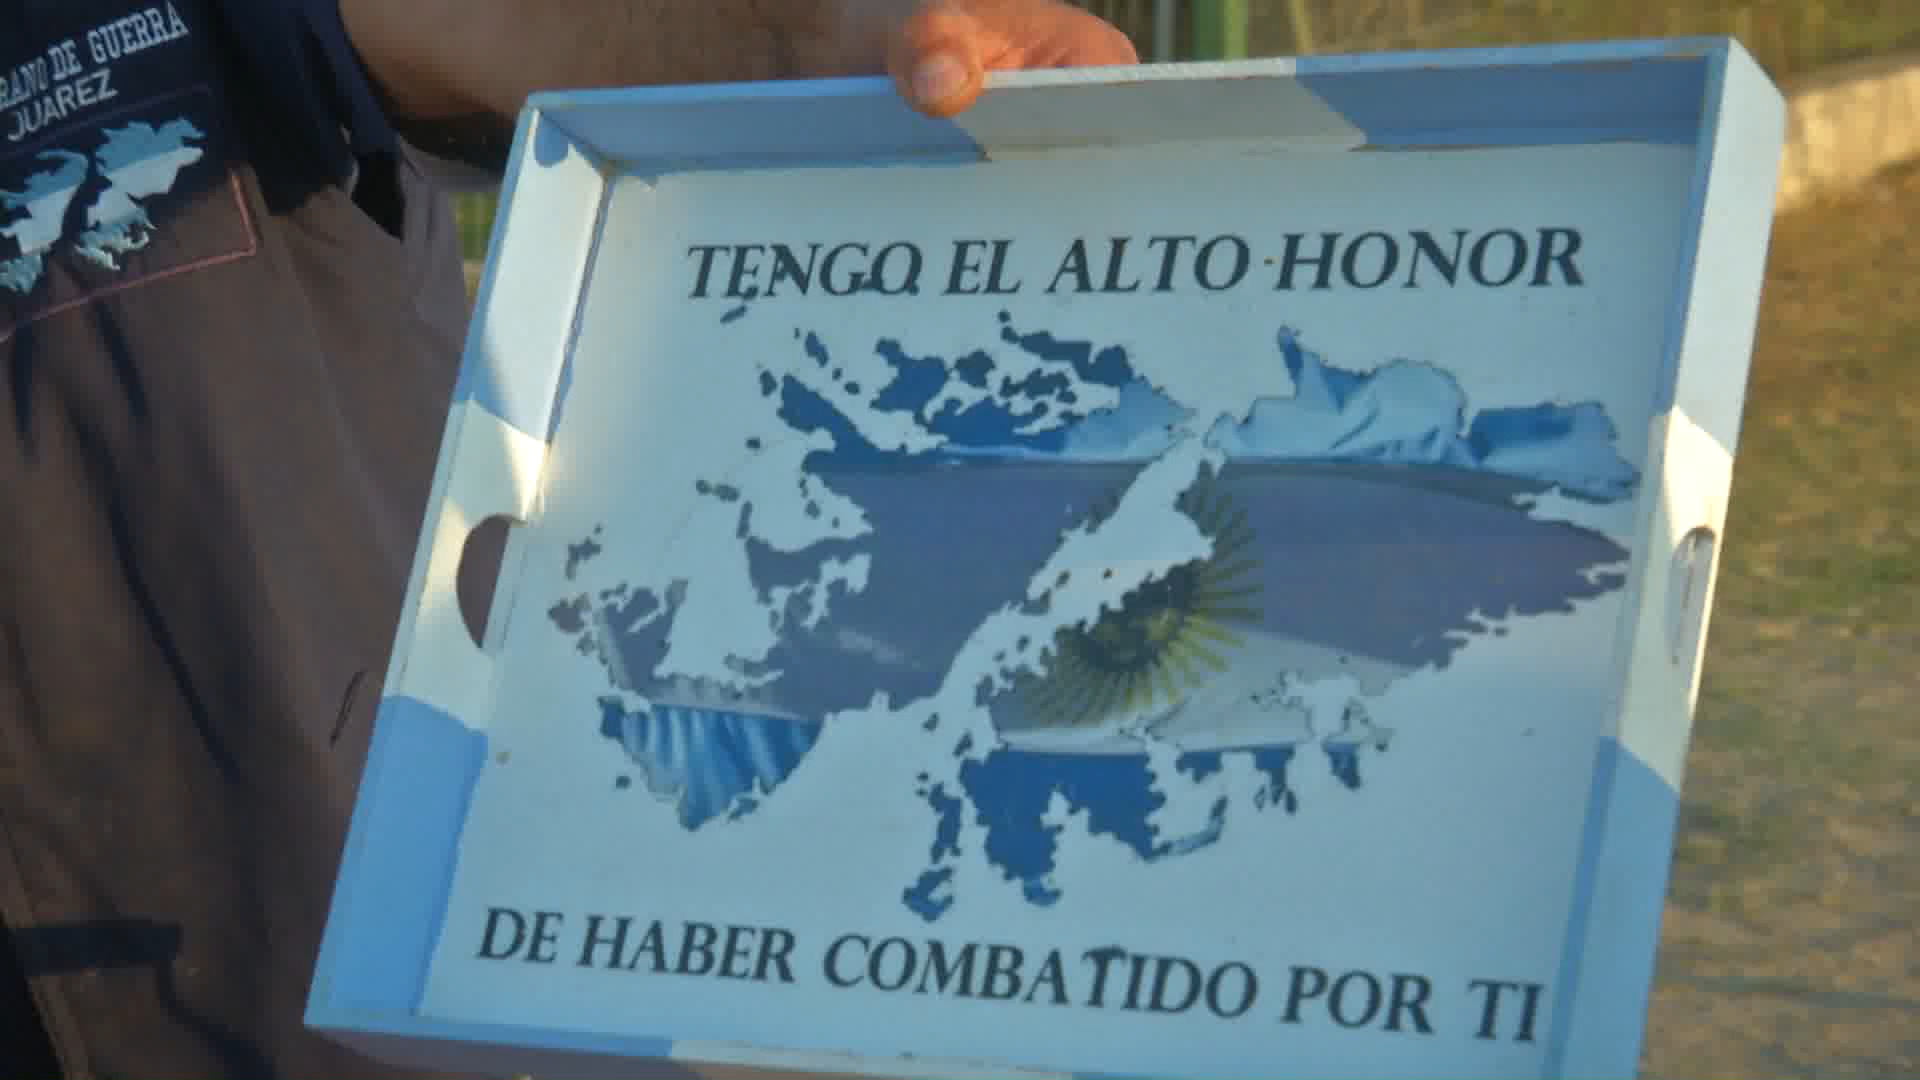 RANO DE GUERRA
JUAREZ
TENGO EL ALTO HONOR
DE HABER COMBATIDO POR TI